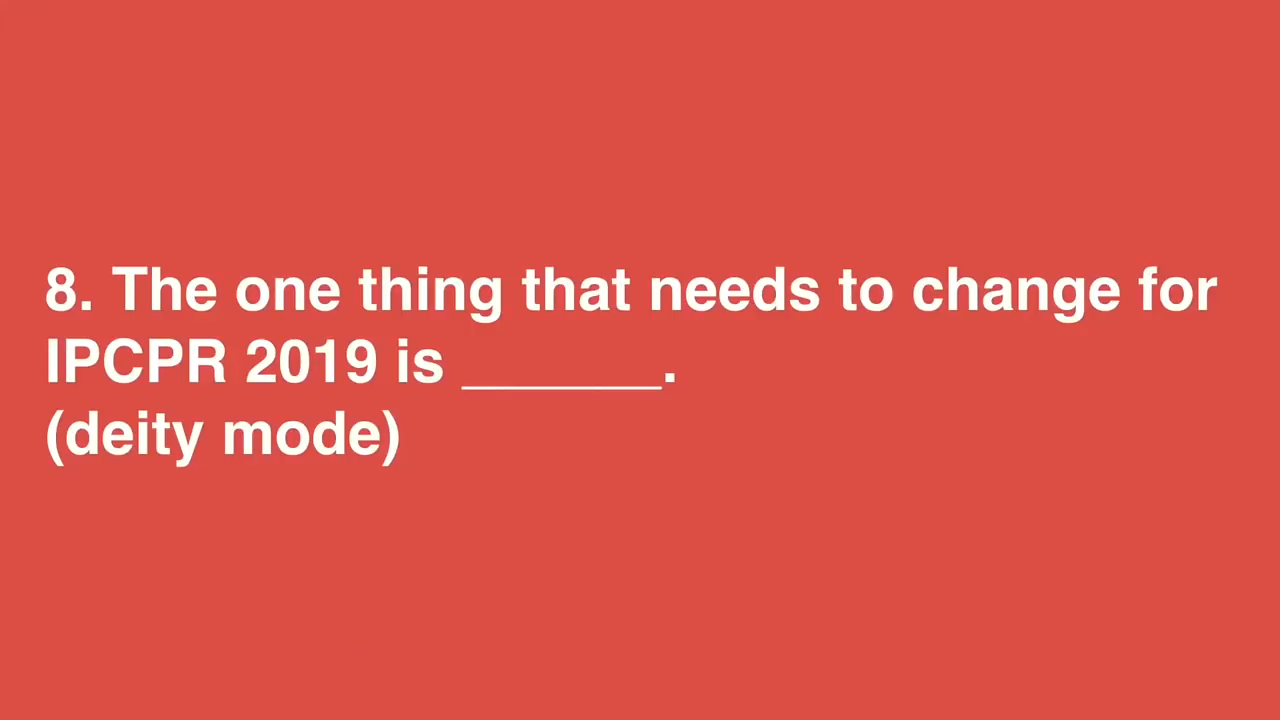 8. The one thing that needs to change for
IPCPR 2019 is _______.
(deity mode)